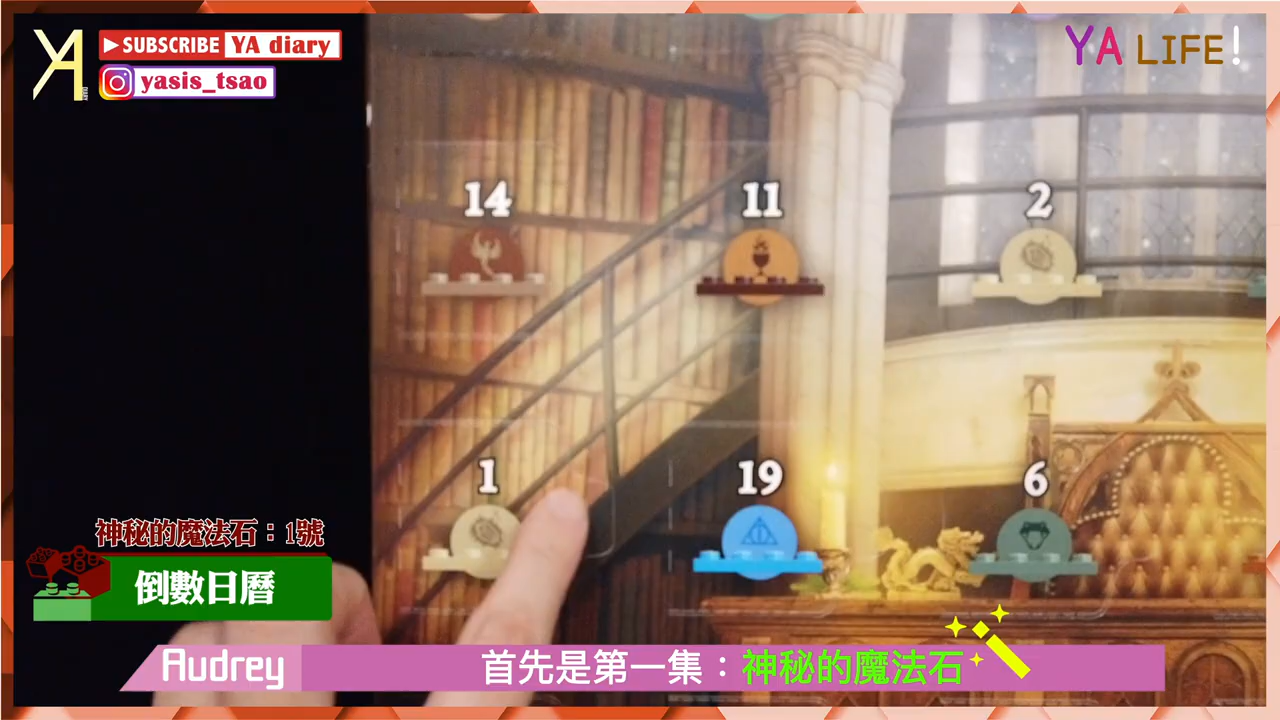 YA
DIARY
SUBSCRIBE YA diary
yasis_tsao
YA LIFE!
14
11
2
1
19
6
神秘的魔法石：1號
倒數日曆
Audrey
首先是第一集：神秘的魔法石